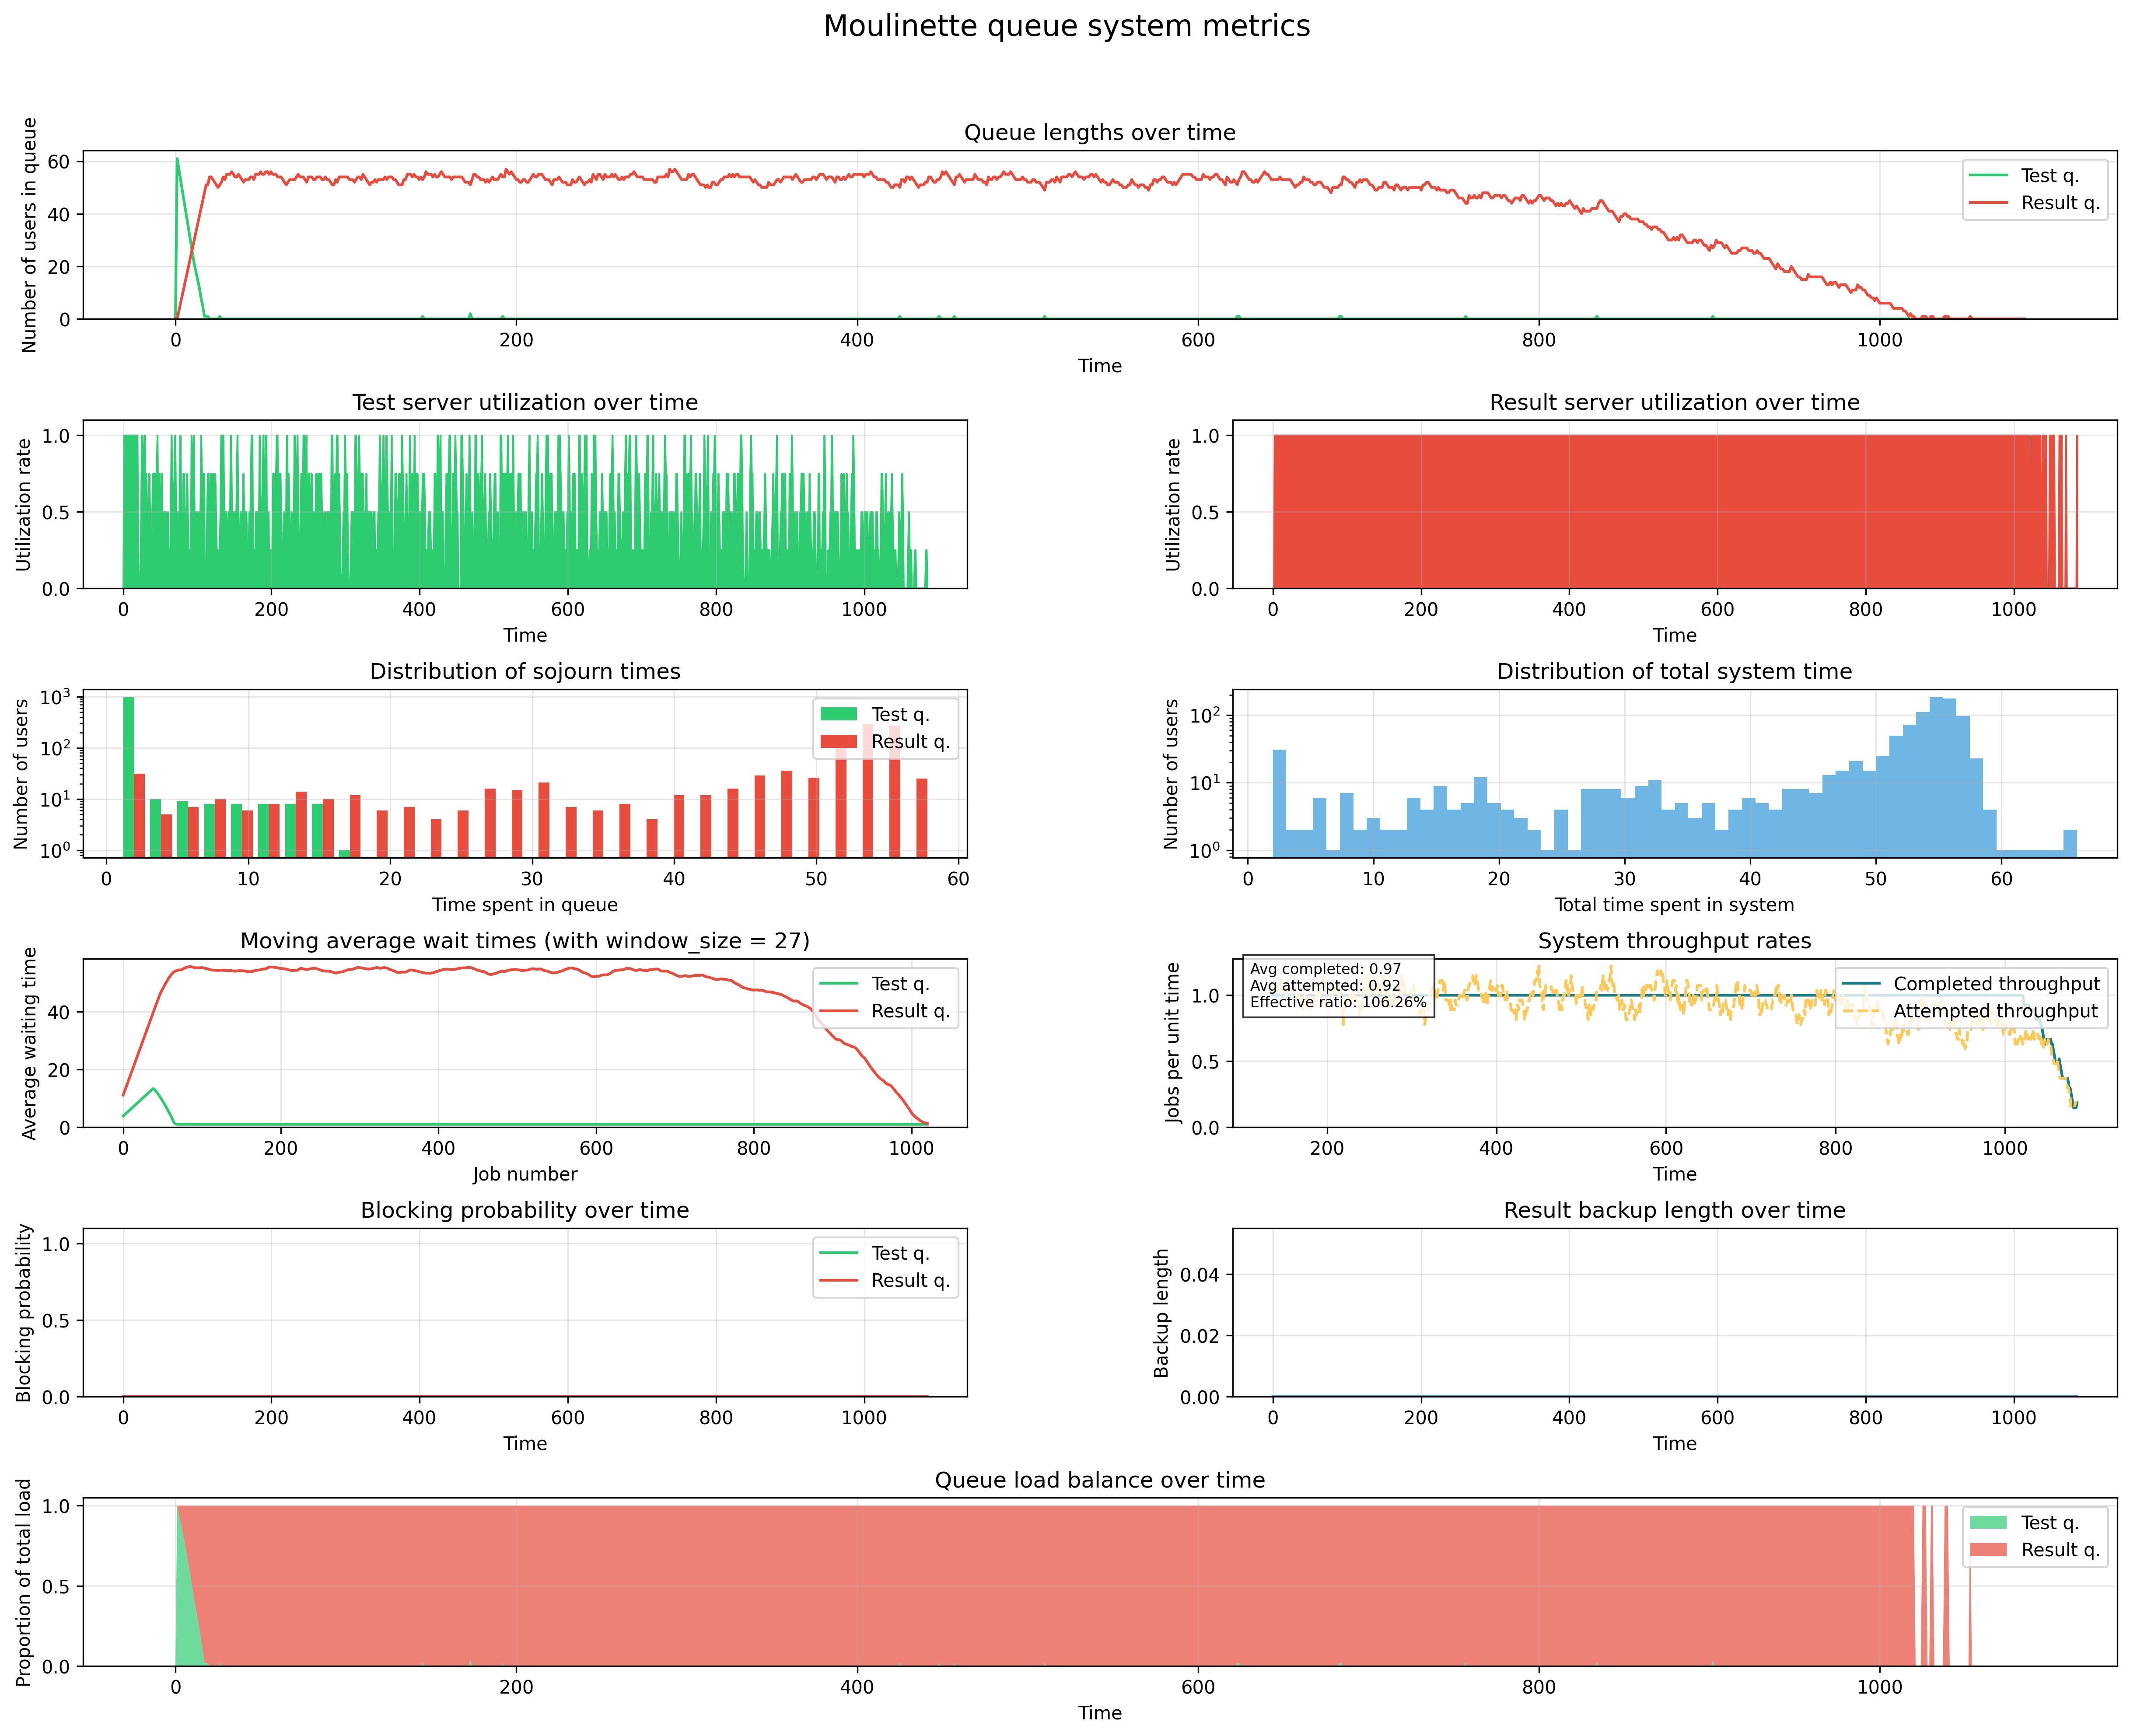 Moulinette queue system metrics
Queue lengths over time
Number of users in queue
60
40
20
0
Test q.
Result q.
0 200 400 600 800 1000
Time
Test server utilization over time
Utilization rate
1.0
0.5
0.0
0 200 400 600 800 1000
Time
Result server utilization over time
Utilization rate
1.0
0.5
0.0
0 200 400 600 800 1000
Time
Distribution of sojourn times
Number of users
10³
10²
10¹
10⁰
Test q.
Result q.
0 10 20 30 40 50 60
Time spent in queue
Distribution of total system time
Number of users
10²
10¹
10⁰
0 10 20 30 40 50 60
Total time spent in system
Moving average wait times (with window_size = 27)
Average waiting time
40
20
0
Test q.
Result q.
0 200 400 600 800 1000
Job number
System throughput rates
Jobs per unit time
1.0
0.5
0.0
Avg completed: 0.97
Avg attempted: 0.92
Effective ratio: 106.26%
Completed throughput
Attempted throughput
200 400 600 800 1000
Time
Blocking probability over time
Blocking probability
1.0
0.5
0.0
Test q.
Result q.
0 200 400 600 800 1000
Time
Result backup length over time
Backup length
0.04
0.02
0.00
0 200 400 600 800 1000
Time
Queue load balance over time
Proportion of total load
1.0
0.5
0.0
Test q.
Result q.
0 200 400 600 800 1000
Time